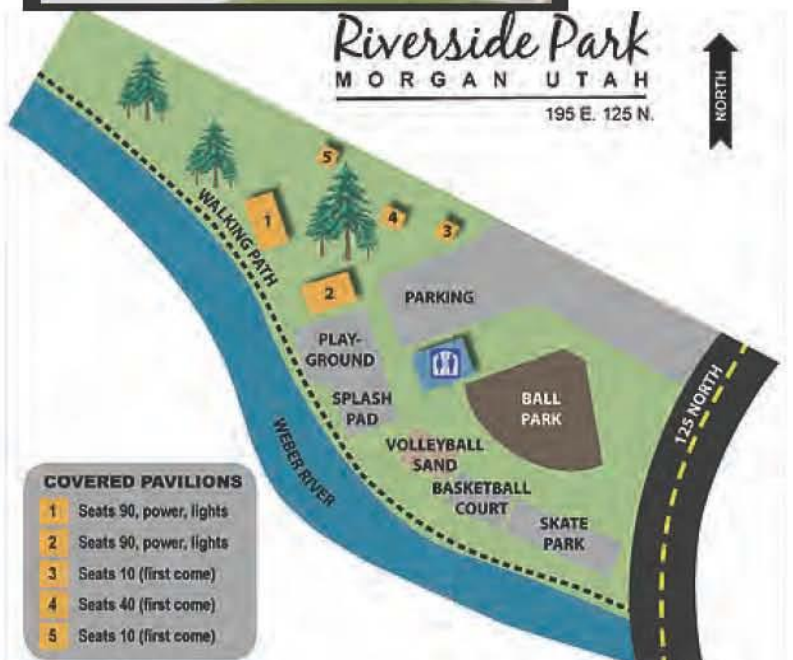 Riverside Park
MORGAN UTAH
195 E. 125 N.
NORTH
5
1
4
3
WALKING PATH
2
PARKING
PLAY-
GROUND
SPLASH
PAD
BALL
PARK
125 NORTH
VOLLEYBALL
SAND
WEBER RIVER
BASKETBALL
COURT
SKATE
PARK
COVERED PAVILIONS
1 Seats 90, power, lights
2 Seats 90, power, lights
3 Seats 10 (first come)
4 Seats 40 (first come)
5 Seats 10 (first come)